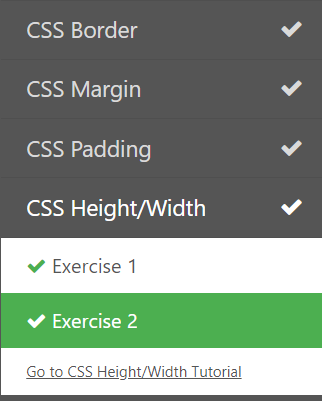 CSS Border
CSS Margin
CSS Padding
CSS Height/Width
Exercise 1
Exercise 2
Go to CSS Height/Width Tutorial